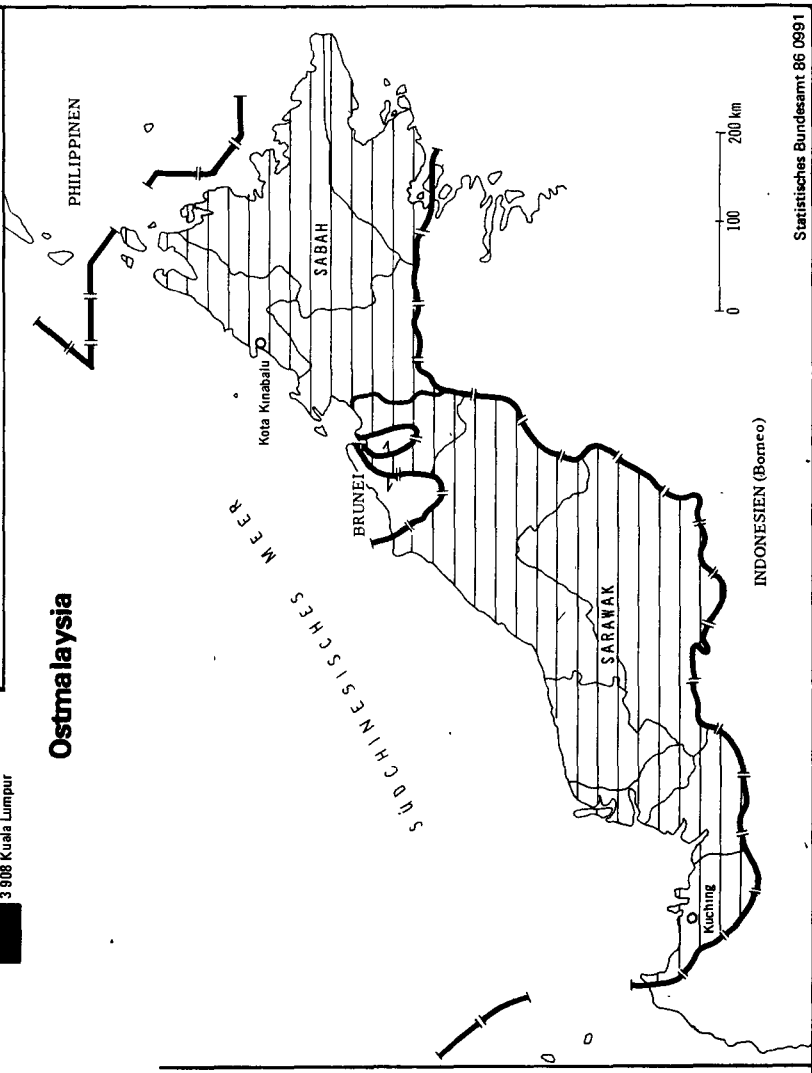 3 908 Kuala Lumpur
Ostmalaysia
PHILIPPINEN
SÜDCHINESISCHES MEER
Kota Kinabalu
SABAH
BRUNEI
SARAWAK
Kuching
INDONESIEN (Borneo)
0 100 200 km
Statistisches Bundesamt 86 0991